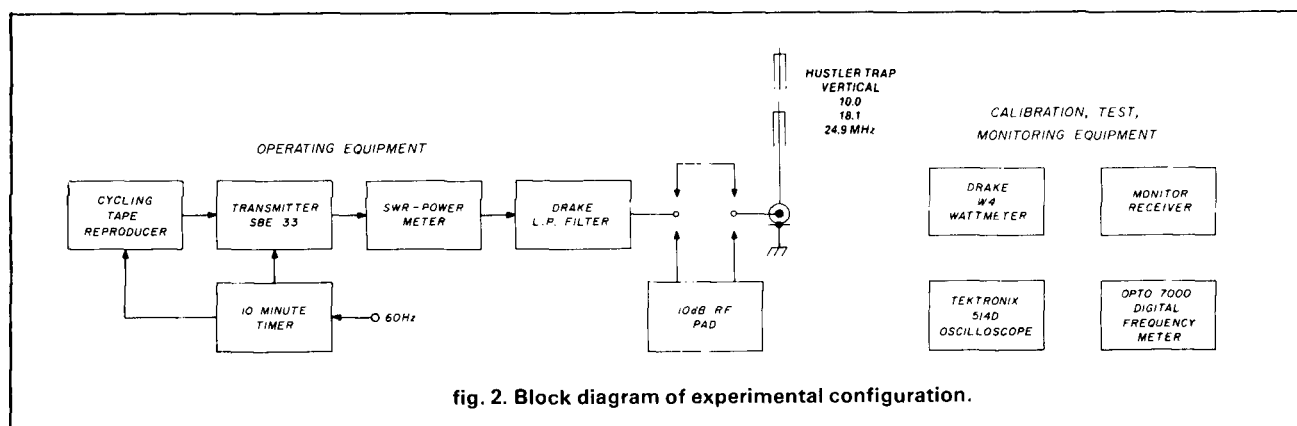 HUSTLER TRAP
VERTICAL
10.0
18.1
24.9 MHz
CALIBRATION, TEST,
MONITORING EQUIPMENT
OPERATING EQUIPMENT
CYCLING
TAPE
REPRODUCER
TRANSMITTER
SBE 33
SWR-POWER
METER
DRAKE
L.P. FILTER
DRAKE
W4
WATTMETER
MONITOR
RECEIVER
10 MINUTE
TIMER
60Hz
10dB RF
PAD
TEKTRONIX
514D
OSCILLOSCOPE
OPTO 7000
DIGITAL
FREQUENCY
METER
fig. 2. Block diagram of experimental configuration.